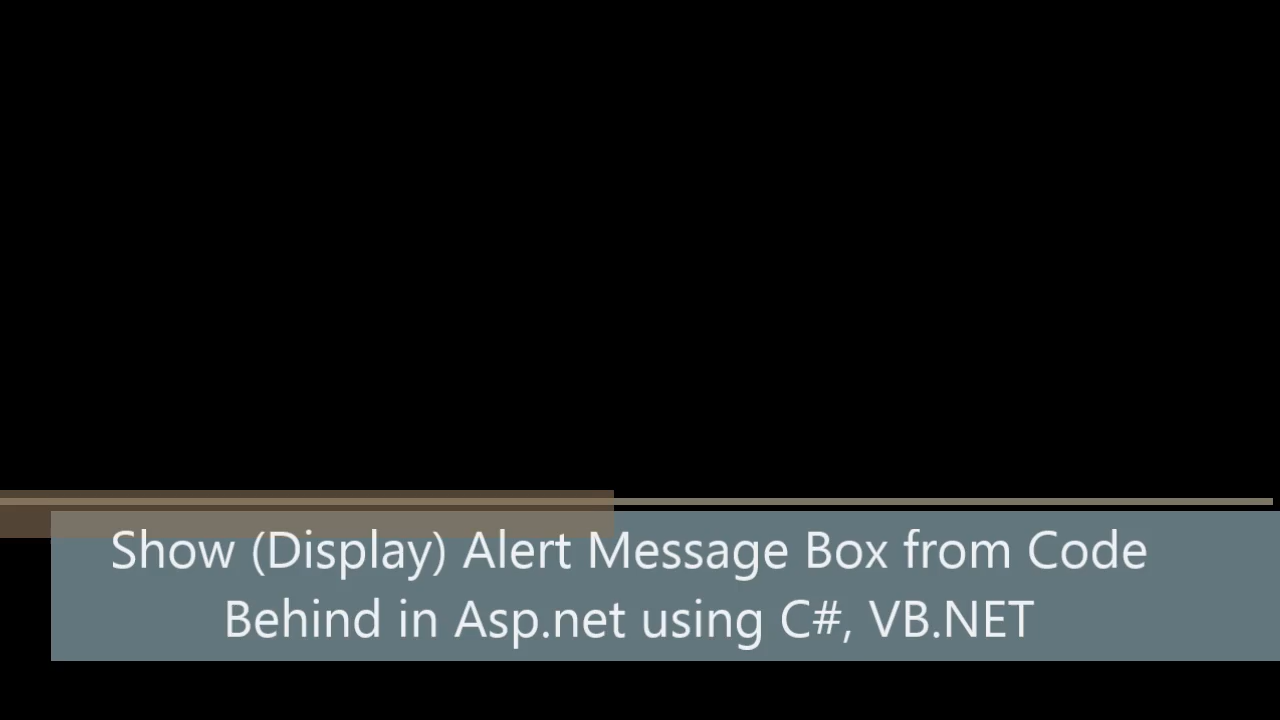 Show (Display) Alert Message Box from Code
Behind in Asp.net using C#, VB.NET